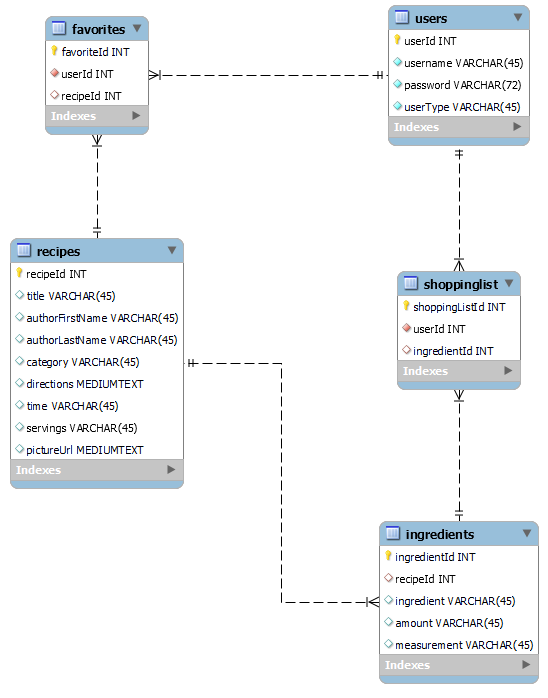 favorites
favoriteId INT
userId INT
recipeId INT
Indexes
users
userId INT
username VARCHAR(45)
password VARCHAR(72)
userType VARCHAR(45)
Indexes
recipes
recipeId INT
title VARCHAR(45)
authorFirstName VARCHAR(45)
authorLastName VARCHAR(45)
category VARCHAR(45)
directions MEDIUMTEXT
time VARCHAR(45)
servings VARCHAR(45)
pictureUrl MEDIUMTEXT
Indexes
shoppinglist
shoppingListId INT
userId INT
ingredientId INT
Indexes
ingredients
ingredientId INT
recipeId INT
ingredient VARCHAR(45)
amount VARCHAR(45)
measurement VARCHAR(45)
Indexes